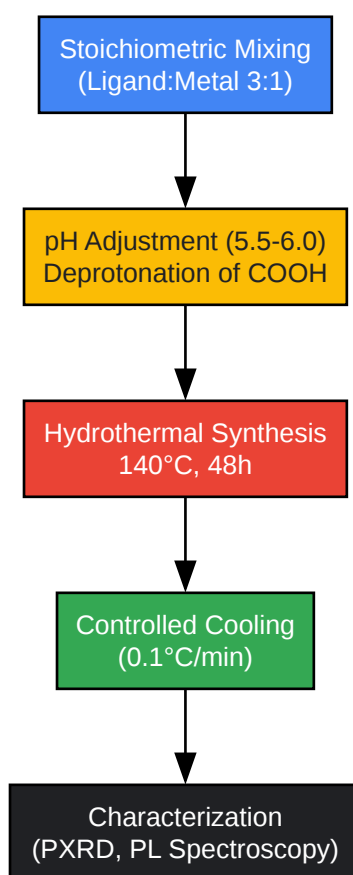 Stoichiometric Mixing
(Ligand:Metal 3:1)
pH Adjustment (5.5-6.0)
Deprotonation of COOH
Hydrothermal Synthesis
140°C, 48h
Controlled Cooling
(0.1°C/min)
Characterization
(PXRD, PL Spectroscopy)